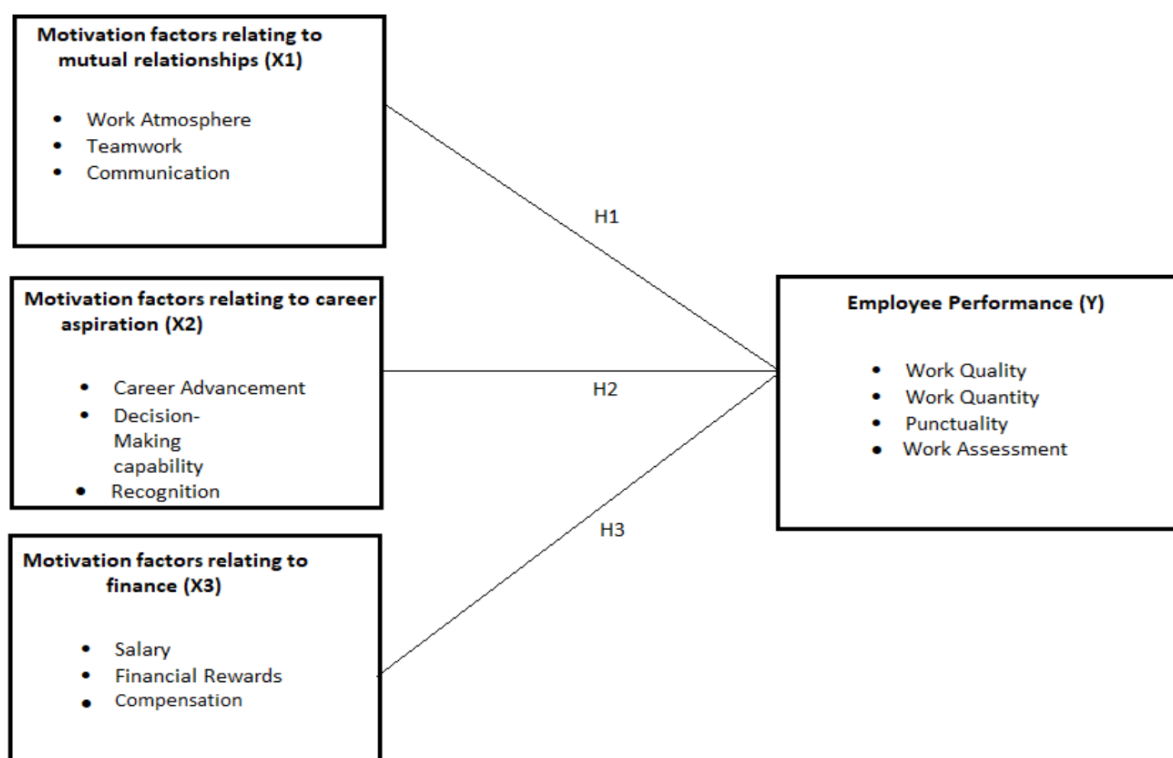 Motivation factors relating to
mutual relationships (X1)
• Work Atmosphere
• Teamwork
• Communication
H1
Motivation factors relating to career
aspiration (X2)
• Career Advancement
• Decision-
Making
capability
• Recognition
H2
Employee Performance (Y)
• Work Quality
• Work Quantity
• Punctuality
• Work Assessment
H3
Motivation factors relating to
finance (X3)
• Salary
• Financial Rewards
• Compensation